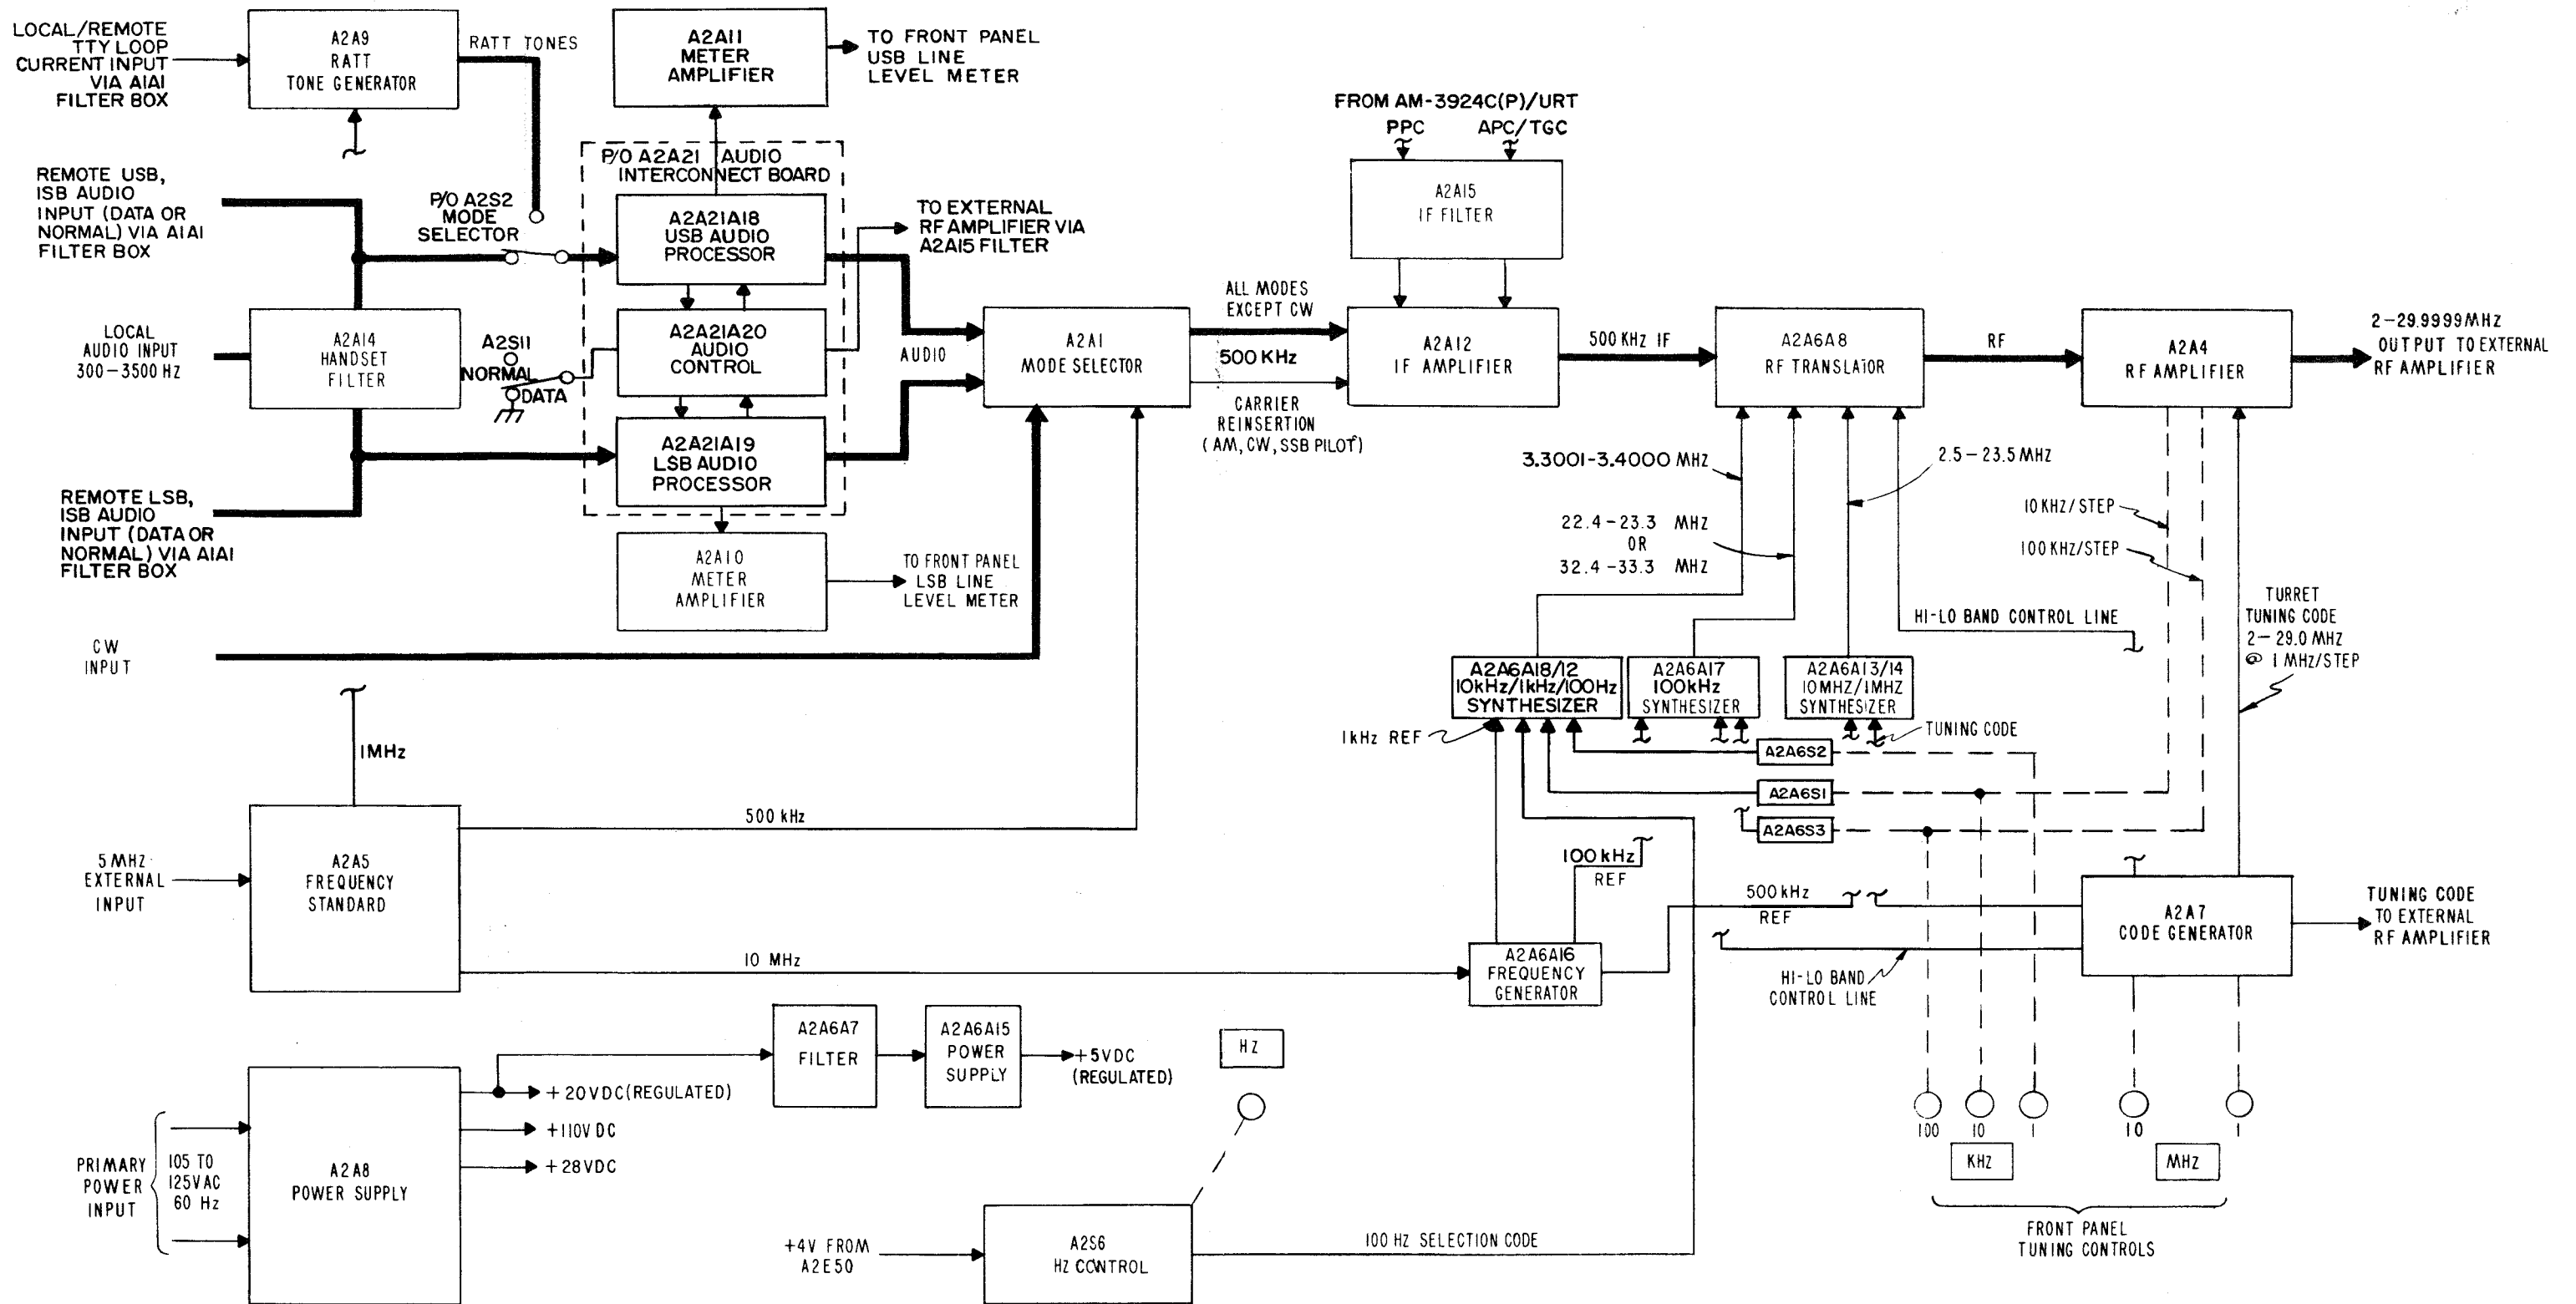 LOCAL/REMOTE
TTY LOOP
CURRENT INPUT
VIA A1A1
FILTER BOX
A2A9
RATT
TONE GENERATOR
RATT TONES
A2A11
METER
AMPLIFIER
TO FRONT PANEL
USB LINE
LEVEL METER
REMOTE USB,
ISB AUDIO
INPUT (DATA OR
NORMAL) VIA A1A1
FILTER BOX
P/O A2S2
MODE
SELECTOR
P/O A2A21 AUDIO
INTERCONNECT BOARD
A2A21A18
USB AUDIO
PROCESSOR
TO EXTERNAL
RF AMPLIFIER VIA
A2A15 FILTER
FROM AM-3924C(P)/URT
PPC APC/TGC
A2A15
IF FILTER
LOCAL
AUDIO INPUT
300-3500 HZ
A2A14
HANDSET
FILTER
A2S11
NORMAL
DATA
A2A21A20
AUDIO
CONTROL
AUDIO
A2A21A19
LSB AUDIO
PROCESSOR
A2A1
MODE SELECTOR
ALL MODES
EXCEPT CW
500 KHz
CARRIER
REINSERTION
(AM, CW, SSB PILOT)
A2A12
IF AMPLIFIER
500 KHz IF
A2A6A8
RF TRANSLATOR
RF
A2A4
RF AMPLIFIER
2-29.9999MHz
OUTPUT TO EXTERNAL
RF AMPLIFIER
REMOTE LSB,
ISB AUDIO
INPUT (DATA OR
NORMAL) VIA A1A1
FILTER BOX
A2A10
METER
AMPLIFIER
TO FRONT PANEL
LSB LINE
LEVEL METER
3.3001-3.4000 MHz
22.4-23.3 MHz
OR
32.4-33.3 MHz
2.5-23.5 MHz
10 KHz/STEP
100 KHz/STEP
HI-LO BAND CONTROL LINE
TURRET
TUNING CODE
2-29.0 MHz
@ 1 MHz/STEP
CW
INPUT
A2A6A18/12
10kHz/1kHz/100Hz
SYNTHESIZER
A2A6A17
100kHz
SYNTHESIZER
A2A6A13/14
10MHZ/1MHZ
SYNTHESIZER
1kHz REF
TUNING CODE
A2A6S2
A2A6S1
A2A6S3
1MHz
5 MHz
EXTERNAL
INPUT
A2A5
FREQUENCY
STANDARD
500 kHz
10 MHz
100 kHz
REF
500 kHz
REF
A2A6A16
FREQUENCY
GENERATOR
HI-LO BAND
CONTROL LINE
A2A7
CODE GENERATOR
TUNING CODE
TO EXTERNAL
RF AMPLIFIER
A2A6A7
FILTER
A2A6A15
POWER
SUPPLY
+5VDC
(REGULATED)
HZ
PRIMARY
POWER
INPUT
105 TO
125VAC
60 Hz
A2A8
POWER SUPPLY
+20VDC(REGULATED)
+110VDC
+28VDC
+4V FROM
A2E50
A2S6
HZ CONTROL
100 HZ SELECTION CODE
100 10 1 10 1
KHz MHz
FRONT PANEL
TUNING CONTROLS